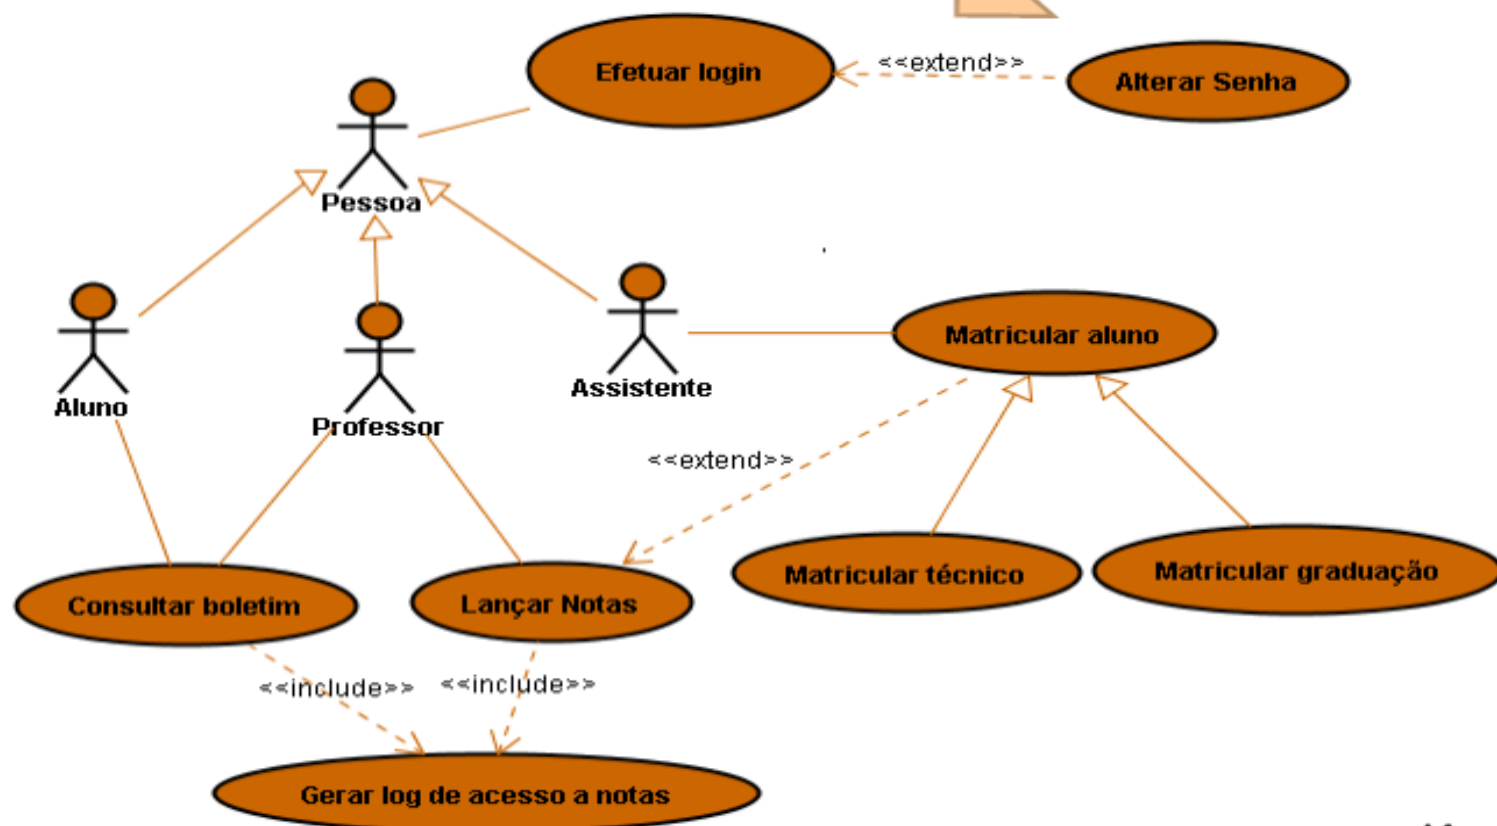 Efetuar login
<<extend>>
Alterar Senha
Pessoa
Aluno
Professor
Assistente
Matricular aluno
<<extend>>
Matricular técnico
Matricular graduação
Consultar boletim
Lançar Notas
<<include>>
<<include>>
Gerar log de acesso a notas